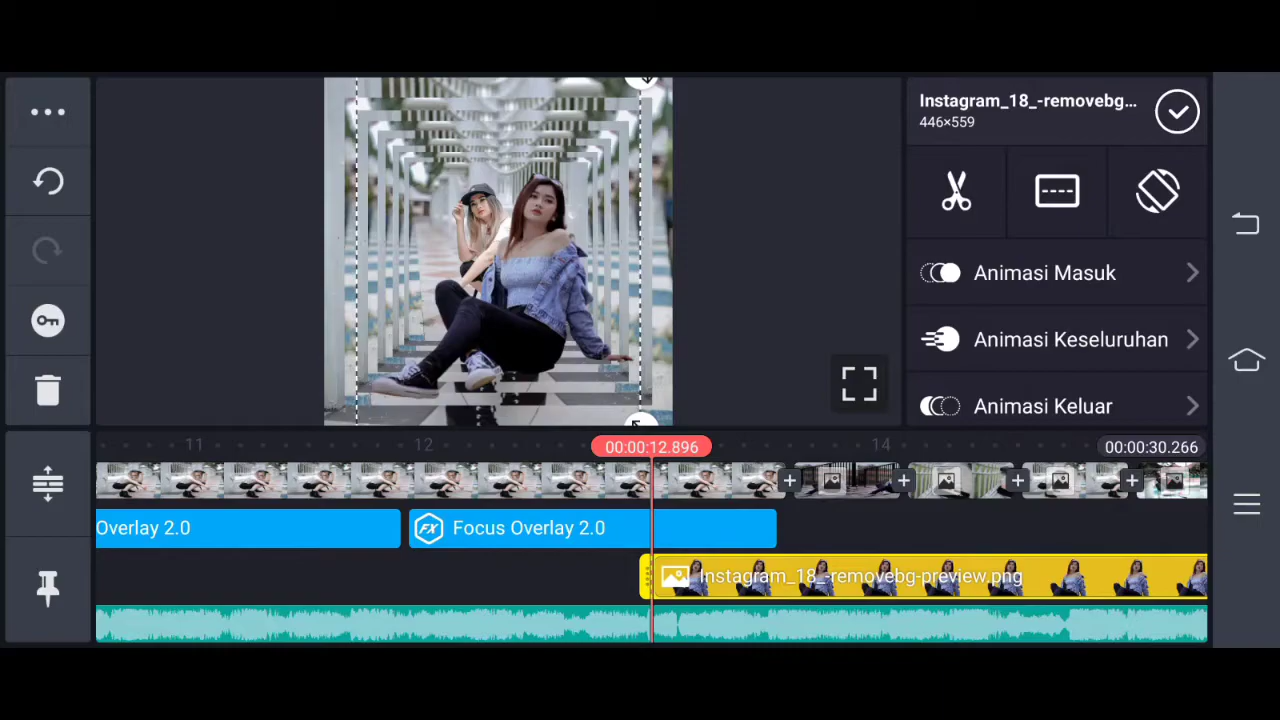 Instagram_18_-removebg...
446×559
Animasi Masuk
Animasi Keseluruhan
Animasi Keluar
11
12
00:00:12.896
14
00:00:30.266
Overlay 2.0
FX
Focus Overlay 2.0
Instagram_18_-removebg-preview.png